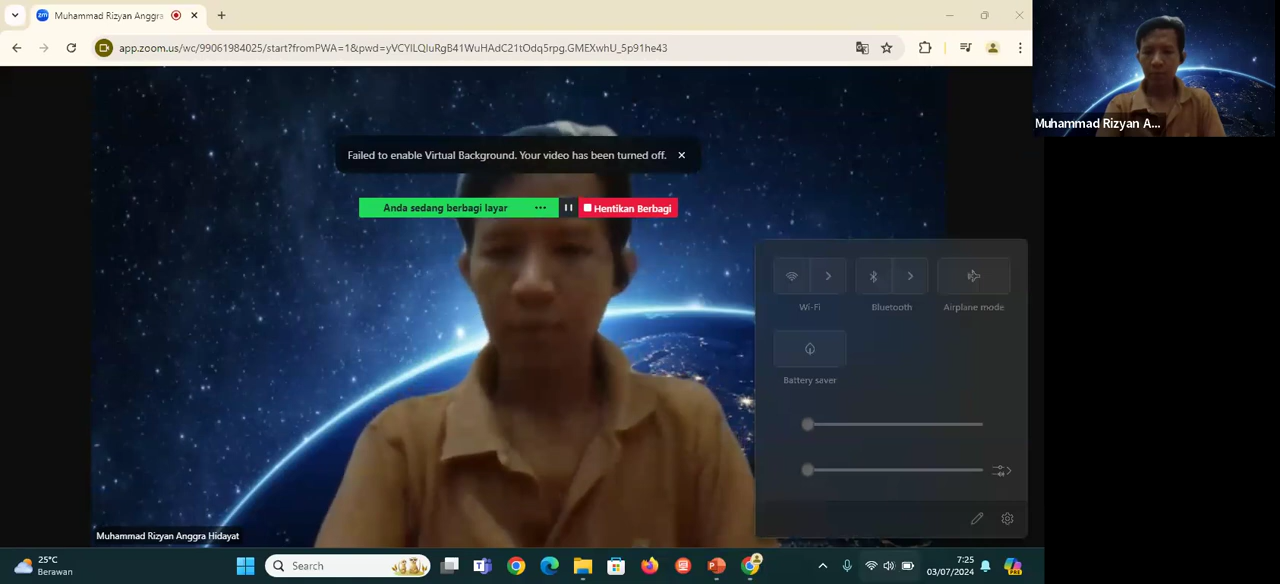 Muhammad Rizyan Anggra
app.zoom.us/wc/99061984025/start?fromPWA=1&pwd=yVCYlLQluRgB41WuHAdC21tOdq5rpg.GMEXwhU_5p91he43
Muhammad Rizyan A...
Failed to enable Virtual Background. Your video has been turned off.
Anda sedang berbagi layar ... Hentikan Berbagi
Wi-Fi Bluetooth Airplane mode
Battery saver
Muhammad Rizyan Anggra Hidayat
25°C
Berawan
Search
7:25
03/07/2024